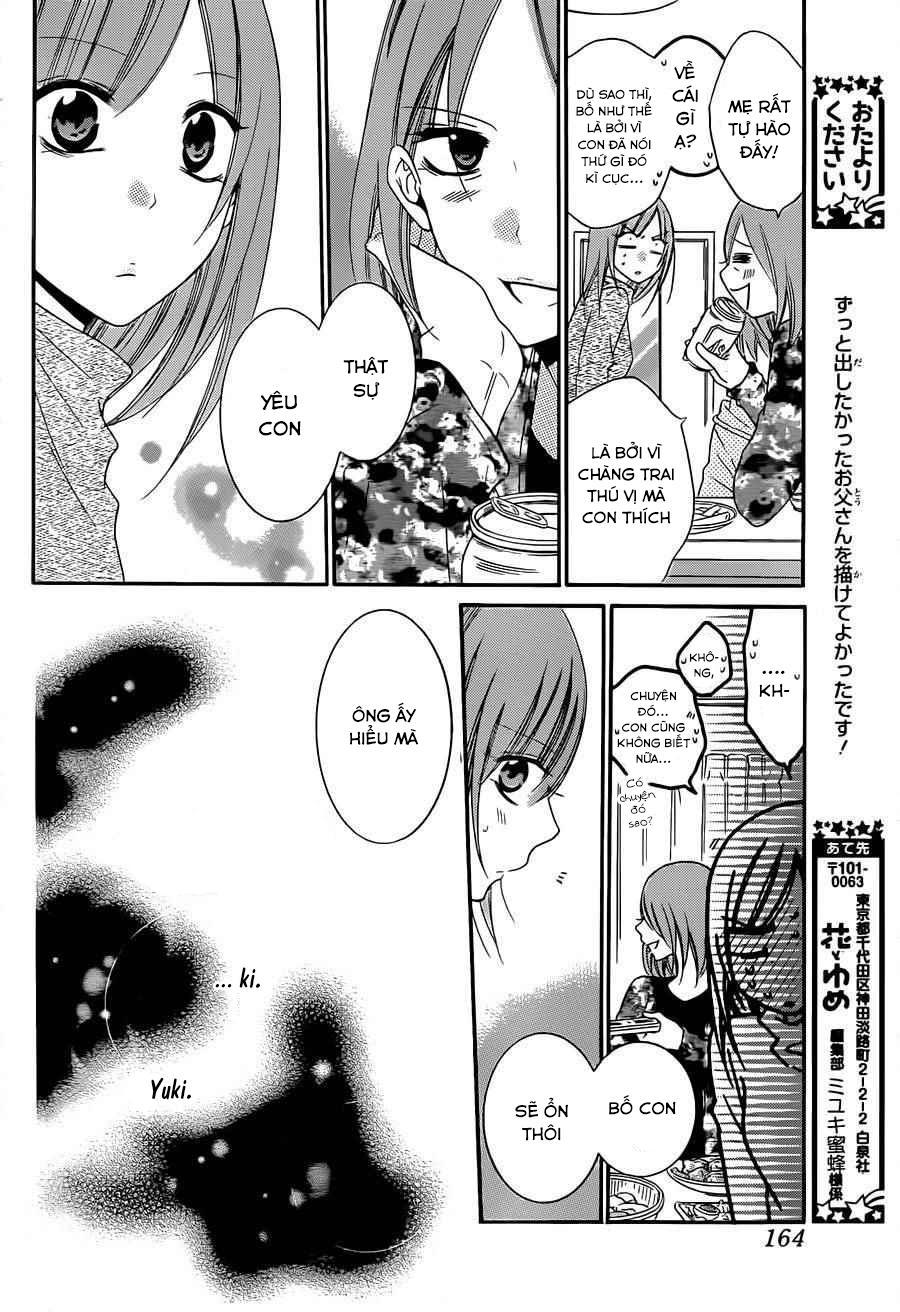 おたより
ください
ずっと出したかったお父さんを描けてよかったです!
だ
とう
か
MẸ RẤT
TỰ HÀO
ĐẤY!
VỀ
CÁI
GÌ
Ạ?
DÙ SAO THÌ,
BỐ NHƯ THẾ
LÀ BỞI VÌ
CON ĐÃ NÓI
THỨ GÌ ĐÓ
KÌ CỤC...
LÀ BỞI VÌ
CHÀNG TRAI
THÚ VỊ MÀ
CON THÍCH
THẬT
SỰ
YÊU
CON
....
KH-
KHÔ-
NG,
CHUYỆN
ĐÓ...
CON CŨNG
KHÔNG BIẾT
NỮA...
Có
chuyện
đó
sao?
BỐ CON
SẼ ỔN
THÔI
ÔNG ẤY
HIỂU MÀ
... ki.
Yuki.
あて先
〒101-
0063
東京都千代田区神田淡路町2-2-2 白泉社
花とゆめ
編集部 ミユキ蜜蜂様係
164